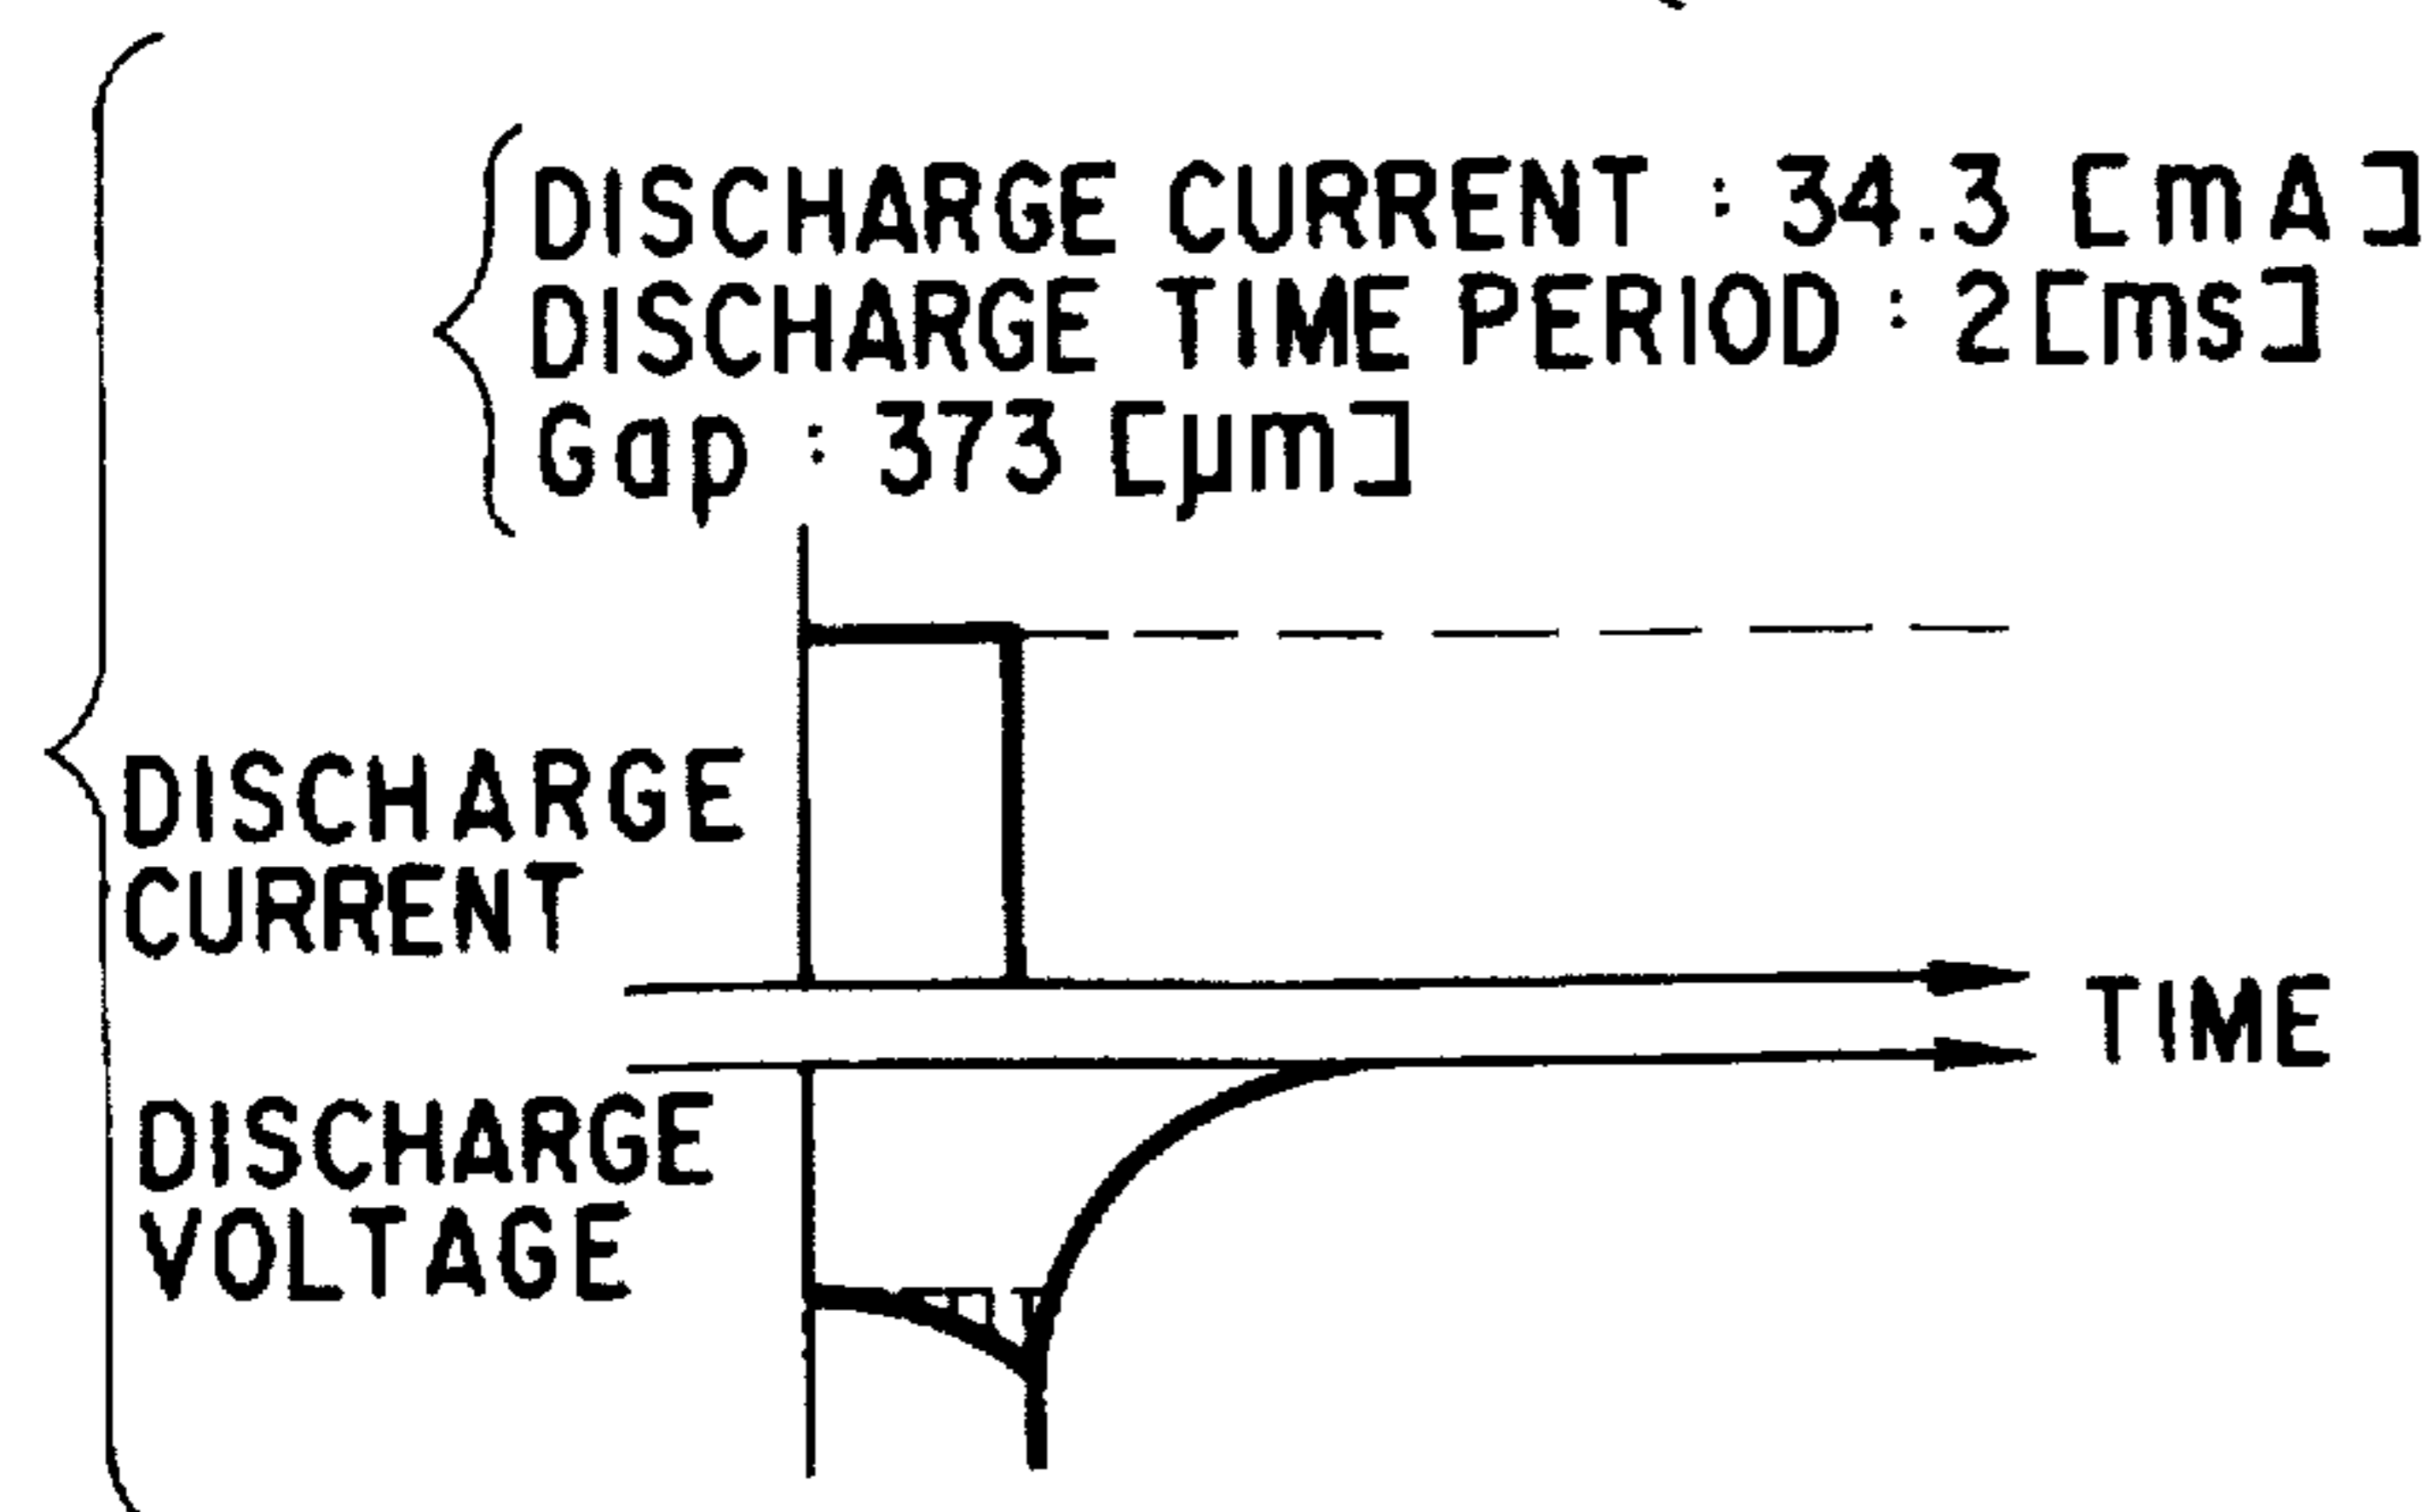 DISCHARGE CURRENT : 34.3 [mA]
DISCHARGE TIME PERIOD : 2[ms]
Gap : 373 [µm]
DISCHARGE
CURRENT
TIME
DISCHARGE
VOLTAGE